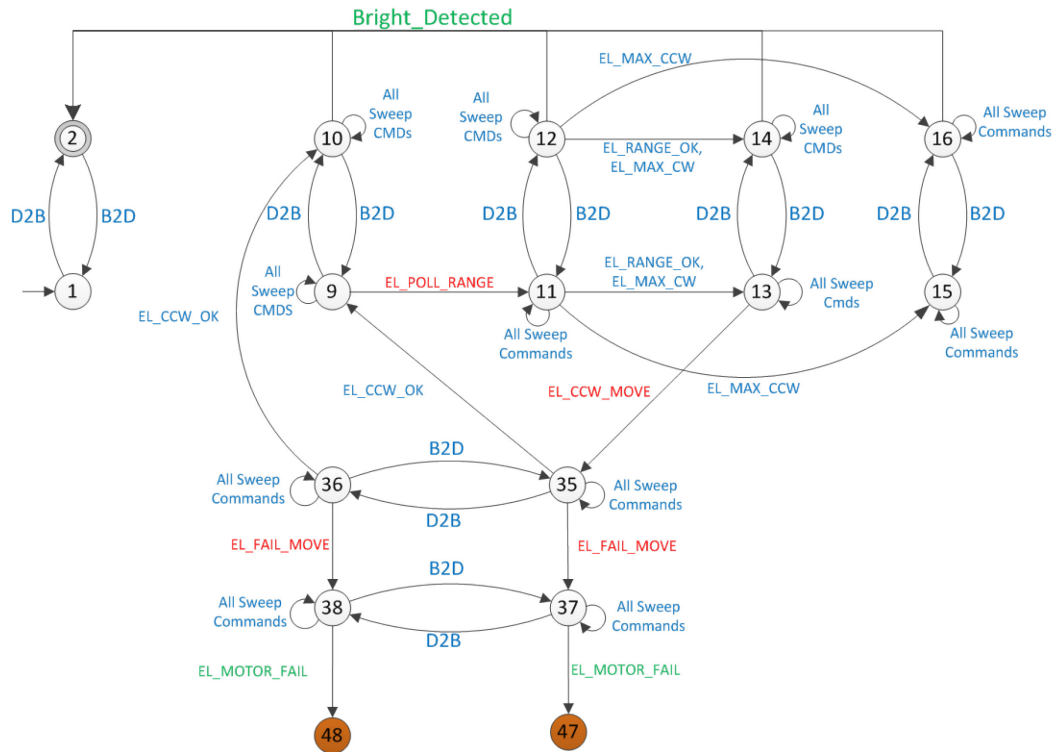 Bright_Detected
EL_MAX_CCW
All
Sweep
CMDs
All
Sweep
CMDs
All
Sweep
CMDs
All Sweep
Commands
2
10
12
14
16
EL_RANGE_OK,
EL_MAX_CW
D2B
B2D
D2B
B2D
D2B
B2D
D2B
B2D
D2B
B2D
EL_RANGE_OK,
EL_MAX_CW
All
Sweep
CMDS
All Sweep
Cmds
1
9
EL_POLL_RANGE
11
13
15
EL_CCW_OK
All Sweep
Commands
All Sweep
Commands
EL_CCW_OK
EL_CCW_MOVE
EL_MAX_CCW
B2D
All Sweep
Commands
36
35
All Sweep
Commands
D2B
EL_FAIL_MOVE
EL_FAIL_MOVE
B2D
All Sweep
Commands
38
37
All Sweep
Commands
D2B
EL_MOTOR_FAIL
EL_MOTOR_FAIL
48
47